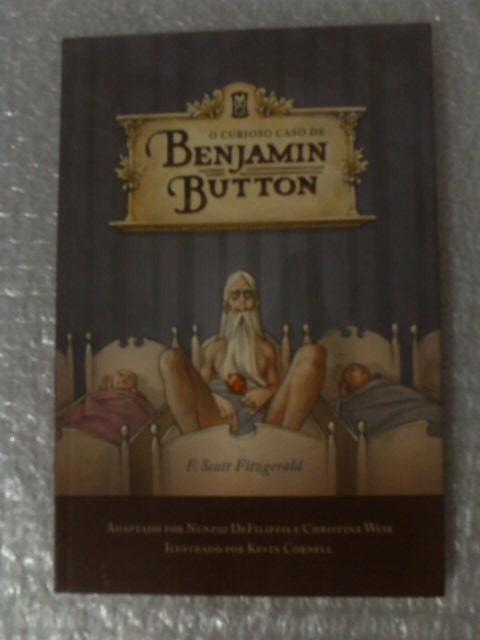 O CURIOSO CASO DE
BENJAMIN
BUTTON
F. Scott Fitzgerald
ADAPTADO POR NUNZIO DEFILIPPIS E CHRISTINA WEIR
ILUSTRADO POR KEVIN CORNELL